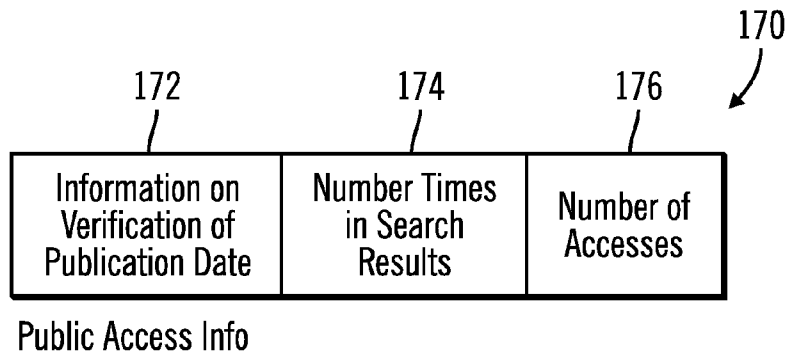 170
172
174
176
Information on
Verification of
Publication Date
Number Times
in Search
Results
Number of
Accesses
Public Access Info